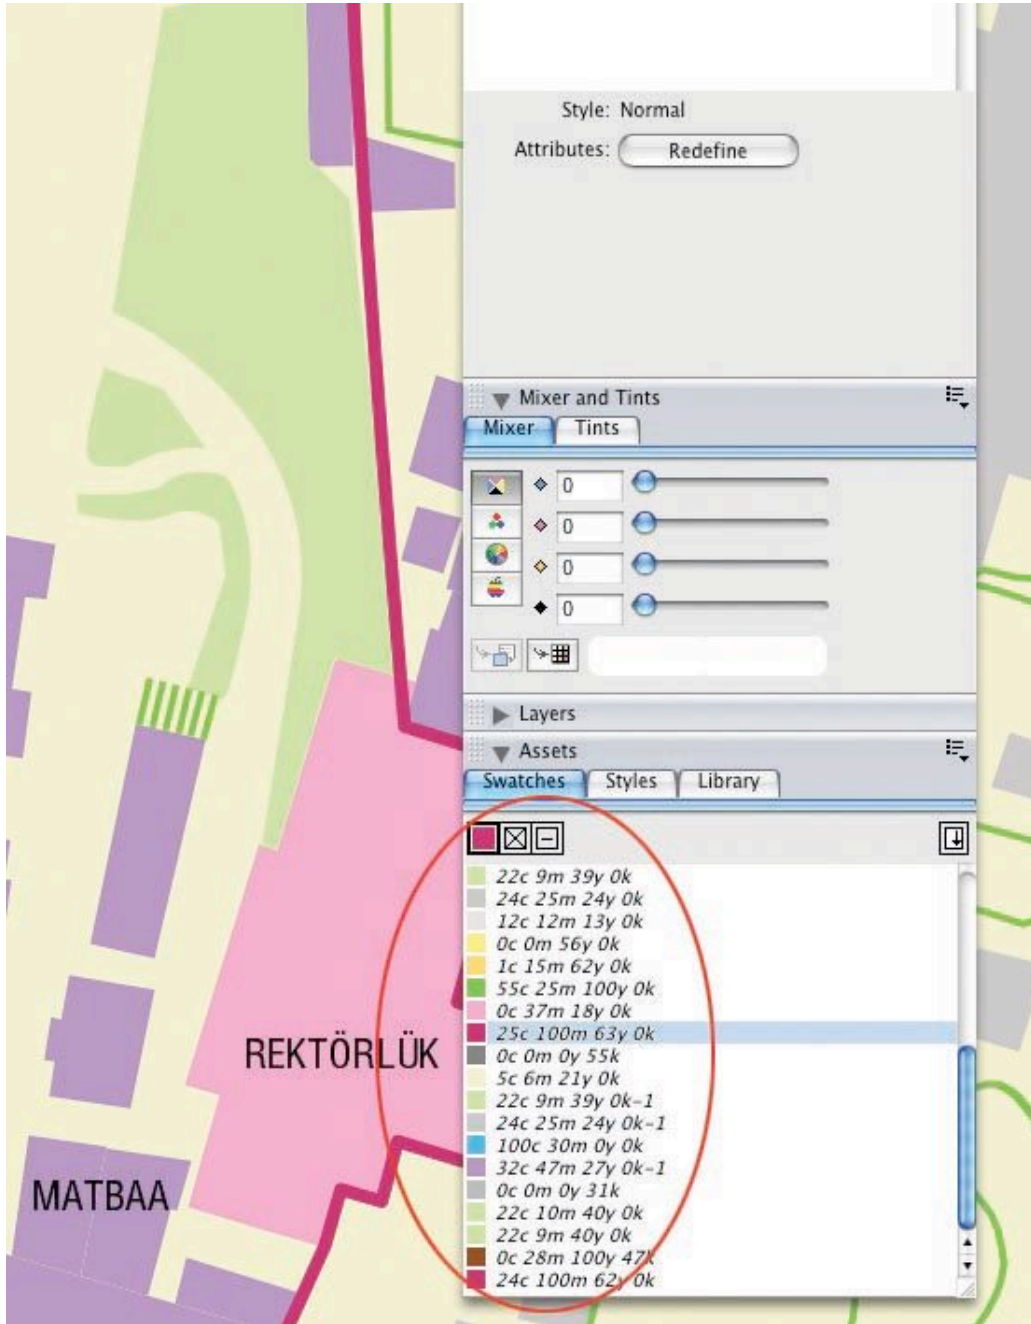 Style: Normal
Attributes: Redefine
Mixer and Tints
Mixer Tints
0
0
0
0
Layers
Assets
Swatches Styles Library
22c 9m 39y 0k
24c 25m 24y 0k
12c 12m 13y 0k
0c 0m 56y 0k
1c 15m 62y 0k
55c 25m 100y 0k
0c 37m 18y 0k
25c 100m 63y 0k
0c 0m 0y 55k
5c 6m 21y 0k
22c 9m 39y 0k-1
24c 25m 24y 0k-1
100c 30m 0y 0k
32c 47m 27y 0k-1
0c 0m 0y 31k
22c 10m 40y 0k
22c 9m 40y 0k
0c 28m 100y 47k
24c 100m 62y 0k
REKTÖRLÜK
MATBAA